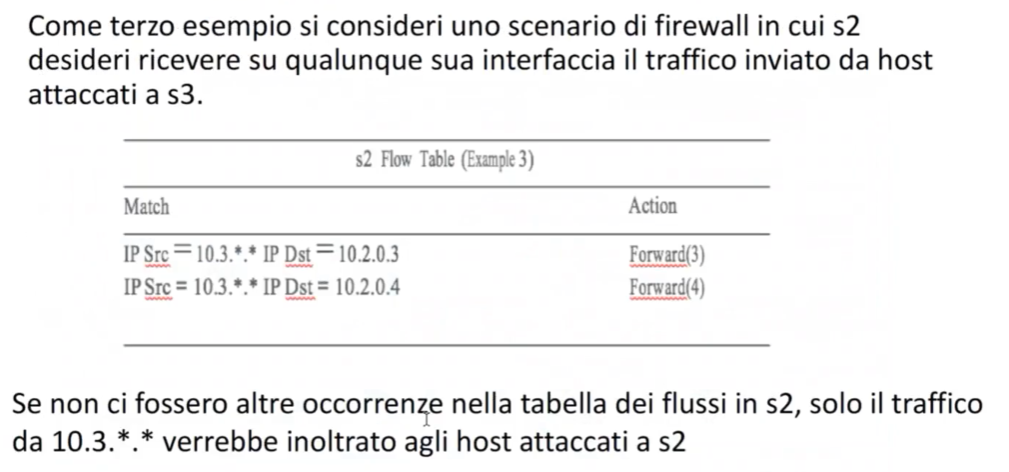 Come terzo esempio si consideri uno scenario di firewall in cui s2
desideri ricevere su qualunque sua interfaccia il traffico inviato da host
attaccati a s3.
s2 Flow Table (Example 3)
Match Action
IP Src = 10.3.*.* IP Dst = 10.2.0.3 Forward(3)
IP Src = 10.3.*.* IP Dst = 10.2.0.4 Forward(4)
Se non ci fossero altre occorrenze nella tabella dei flussi in s2, solo il traffico
da 10.3.*.* verrebbe inoltrato agli host attaccati a s2